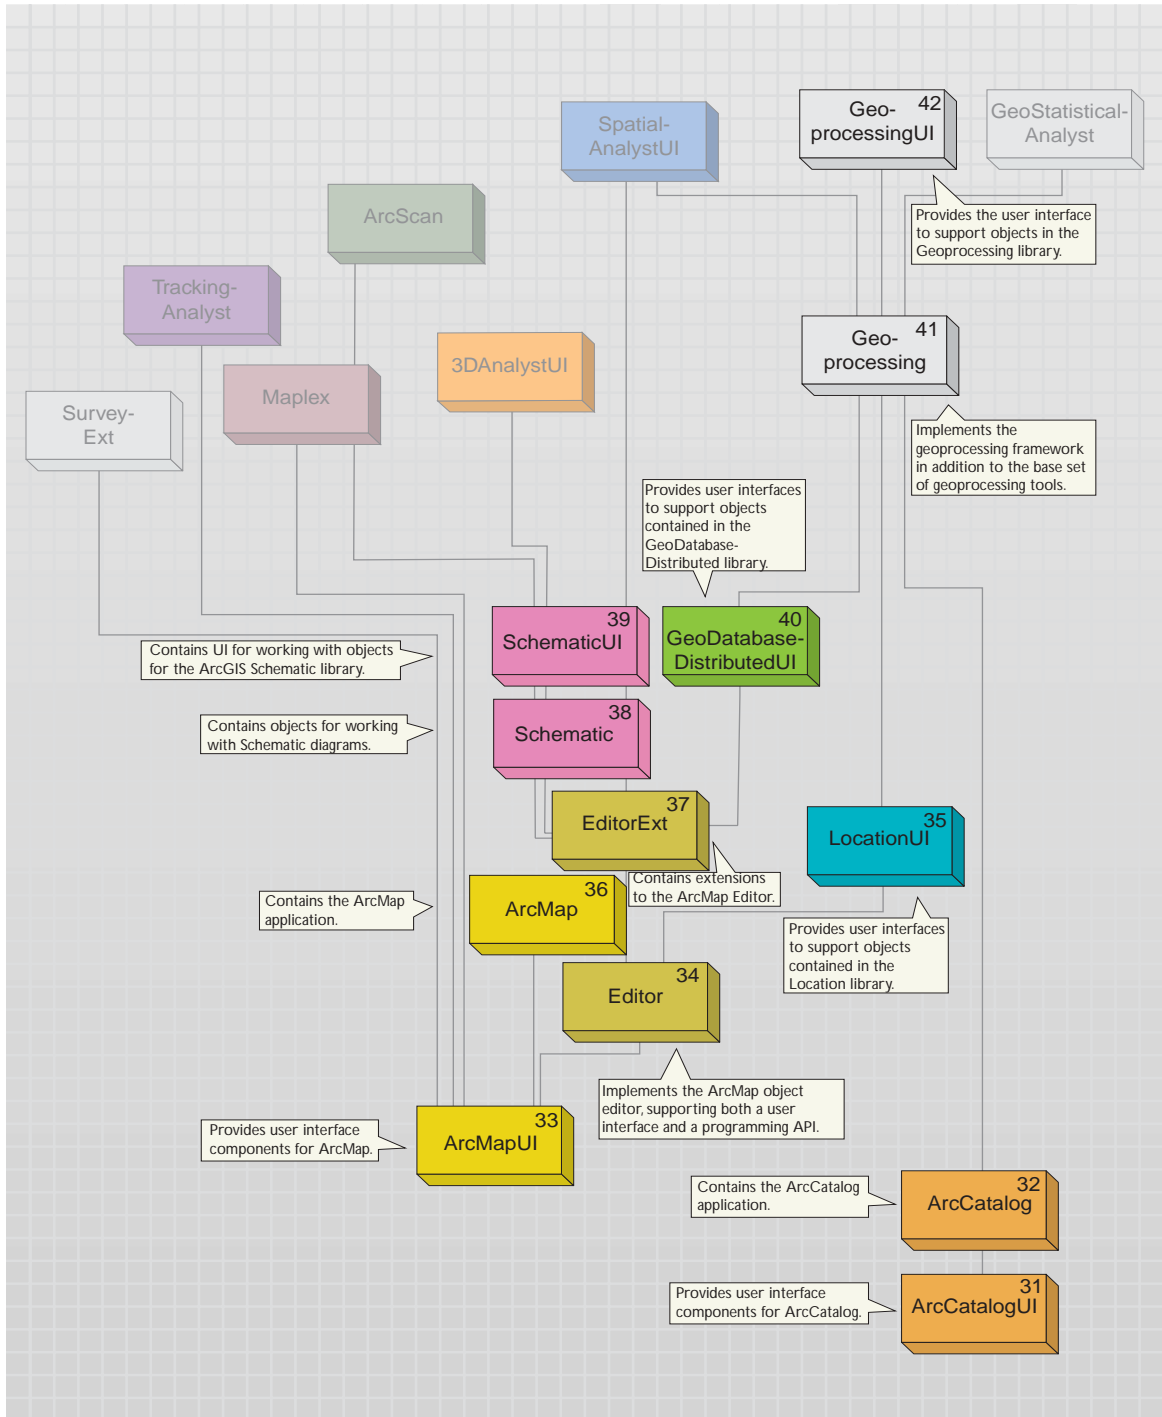 42
Geo-
processingUI
GeoStatistical-
Analyst
Spatial-
AnalystUI
Provides the user interface
to support objects in the
Geoprocessing library.
ArcScan
Tracking-
Analyst
41
Geo-
processing
3DAnalystUI
Maplex
Survey-
Ext
Implements the
geoprocessing framework
in addition to the base set
of geoprocessing tools.
Provides user interfaces
to support objects
contained in the
GeoDatabase-
Distributed library.
39
SchematicUI
40
GeoDatabase-
DistributedUI
Contains UI for working with objects
for the ArcGIS Schematic library.
38
Schematic
Contains objects for working
with Schematic diagrams.
37
EditorExt
35
LocationUI
Contains extensions
to the ArcMap Editor.
36
ArcMap
Contains the ArcMap
application.
Provides user interfaces
to support objects
contained in the
Location library.
34
Editor
Implements the ArcMap object
editor, supporting both a user
interface and a programming API.
33
ArcMapUI
Provides user interface
components for ArcMap.
32
ArcCatalog
Contains the ArcCatalog
application.
31
ArcCatalogUI
Provides user interface
components for ArcCatalog.